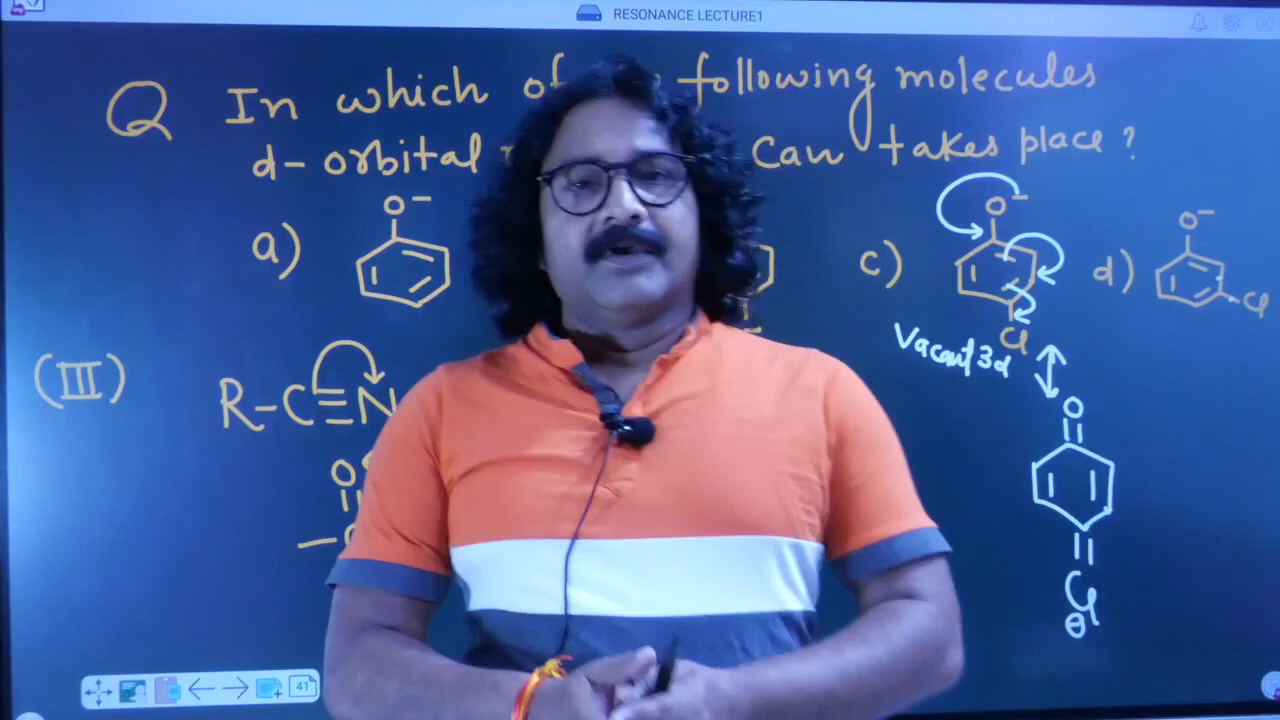 RESONANCE LECTURE1
Q In which of following molecules
d-orbital can takes place?
a) O−
c) O−
Cl
d) O−
Cl
Vacant 3d
(III)
R-C≡N
O
O
Cl
⊖
41